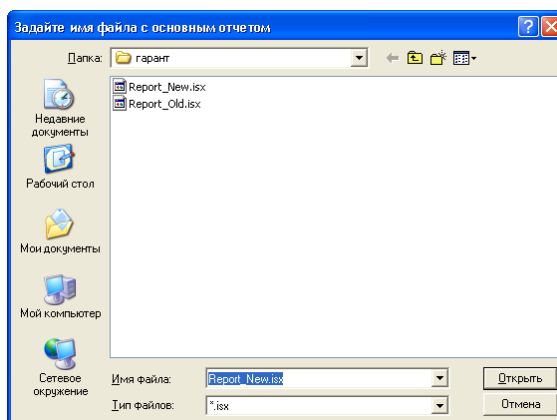 Задайте имя файла с основным отчетом
Папка: гарант
Report_New.isx
Report_Old.isx
Недавние
документы
Рабочий стол
Мои документы
Мой компьютер
Сетевое
окружение
Имя файла: Report_New.isx Открыть
Тип файлов: *.isx Отмена